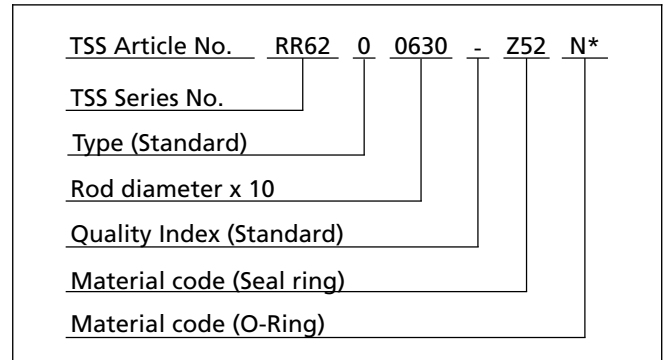 TSS Article No. RR62 0 0630 - Z52 N*
TSS Series No.
Type (Standard)
Rod diameter x 10
Quality Index (Standard)
Material code (Seal ring)
Material code (O-Ring)